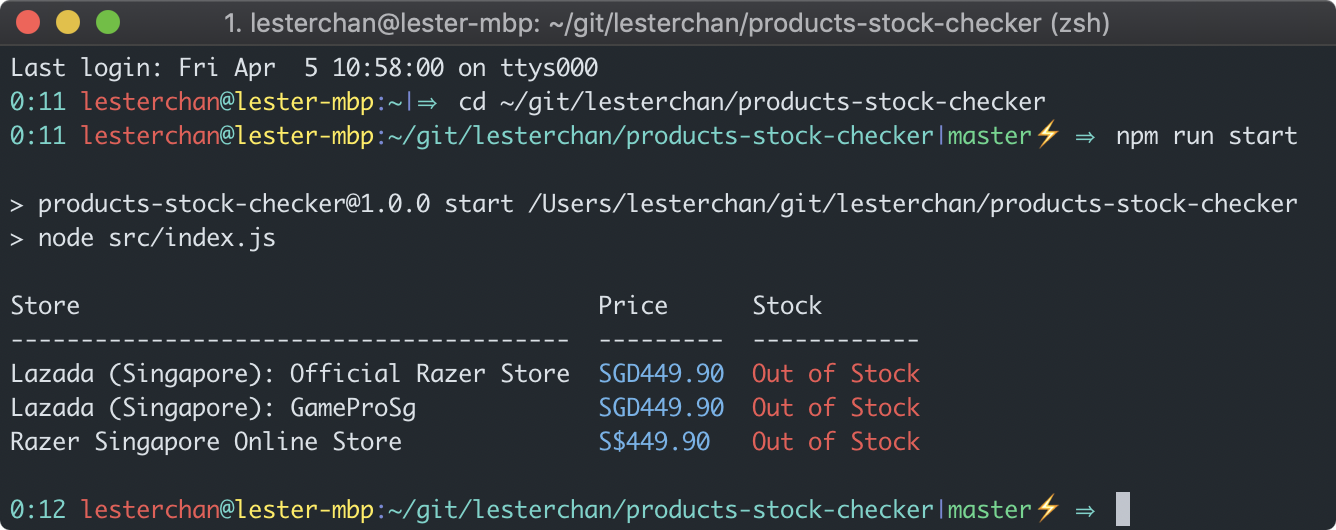 1. lesterchan@lester-mbp: ~/git/lesterchan/products-stock-checker (zsh)
Last login: Fri Apr  5 10:58:00 on ttys000
0:11 lesterchan@lester-mbp:~|⇒  cd ~/git/lesterchan/products-stock-checker
0:11 lesterchan@lester-mbp:~/git/lesterchan/products-stock-checker|master⚡ ⇒  npm run start
> products-stock-checker@1.0.0 start /Users/lesterchan/git/lesterchan/products-stock-checker
> node src/index.js
Store                                     Price      Stock
----------------------------------------  ---------  ------------
Lazada (Singapore): Official Razer Store  SGD449.90  Out of Stock
Lazada (Singapore): GameProSg             SGD449.90  Out of Stock
Razer Singapore Online Store              S$449.90   Out of Stock
0:12 lesterchan@lester-mbp:~/git/lesterchan/products-stock-checker|master⚡ ⇒